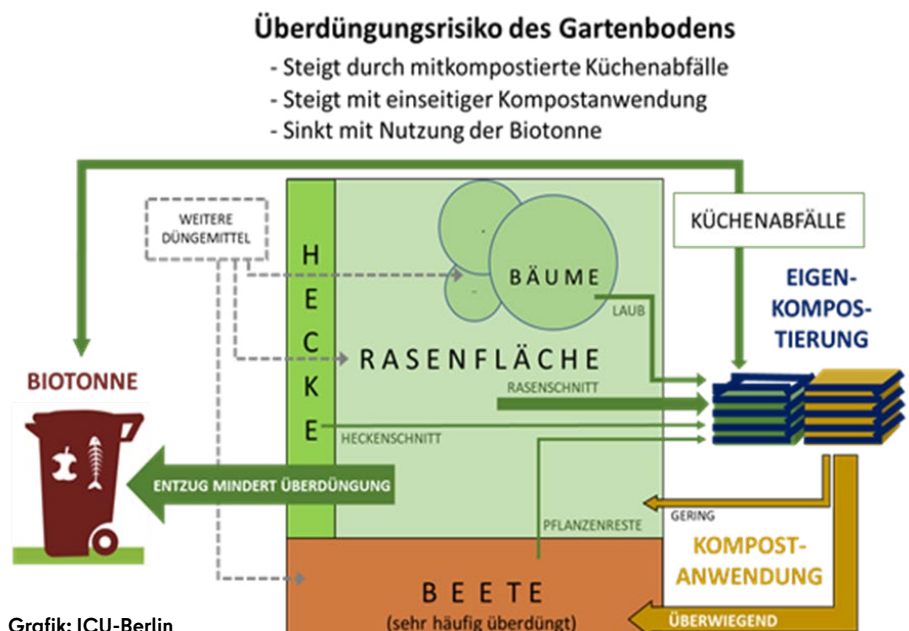 Überdüngungsrisiko des Gartenbodens
- Steigt durch mitkompostierte Küchenabfälle
- Steigt mit einseitiger Kompostanwendung
- Sinkt mit Nutzung der Biotonne
WEITERE
DÜNGEMITTEL
KÜCHENABFÄLLE
HECKE
BÄUME
LAUB
EIGEN-
KOMPOS-
TIERUNG
RASENFLÄCHE
RASENSCHNITT
BIOTONNE
HECKENSCHNITT
ENTZUG MINDERT ÜBERDÜNGUNG
PFLANZENRESTE
GERING
KOMPOST-
ANWENDUNG
BEETE
(sehr häufig überdüngt)
ÜBERWIEGEND
Grafik: ICU-Berlin